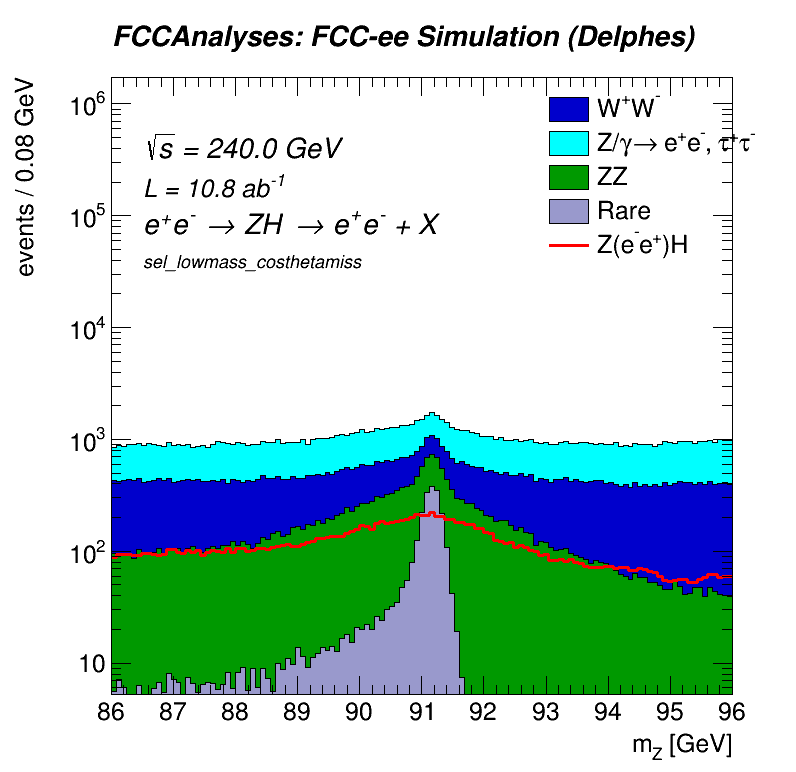 FCCAnalyses: FCC-ee Simulation (Delphes)
events / 0.08 GeV
√s = 240.0 GeV
L = 10.8 ab⁻¹
e⁺e⁻ → ZH → e⁺e⁻ + X
sel_lowmass_costhetamiss
W⁺W⁻
Z/γ→ e⁺e⁻, τ⁺τ⁻
ZZ
Rare
Z(e⁻e⁺)H
10⁶
10⁵
10⁴
10³
10²
10
86 87 88 89 90 91 92 93 94 95 96
m_Z [GeV]